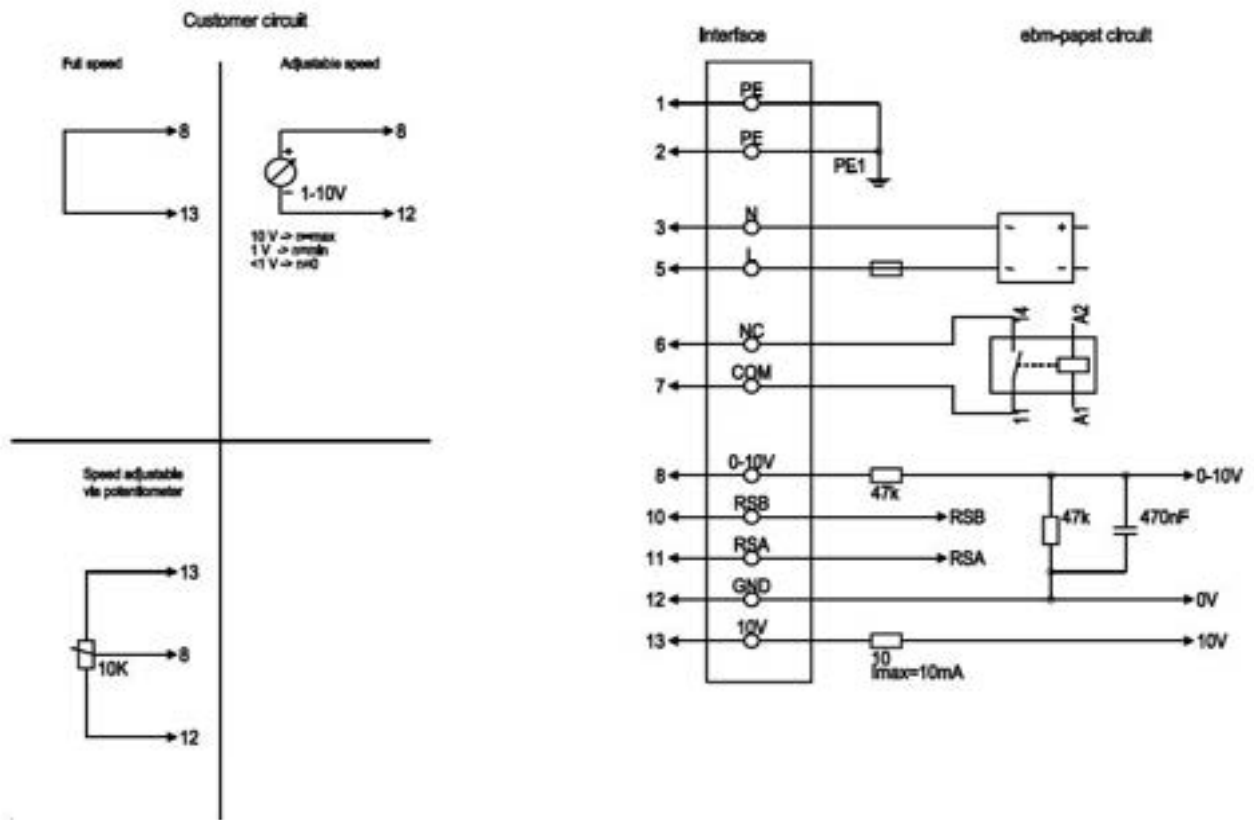 Customer circuit
Full speed
Adjustable speed
8
13
8
+
- 1-10V
12
10 V -> n=max
1 V -> n=min
<1 V -> n=0
Speed adjustable
via potentiometer
13
8
10K
12
Interface
ebm-papst circuit
1
PE
2
PE
PE1
3
N
~ +
5
L
~ -
6
NC
14
A2
7
COM
11
A1
8
0-10V
47k
0-10V
10
RSB
RSB
47k
470nF
11
RSA
RSA
12
GND
0V
13
10V
10
Imax=10mA
10V